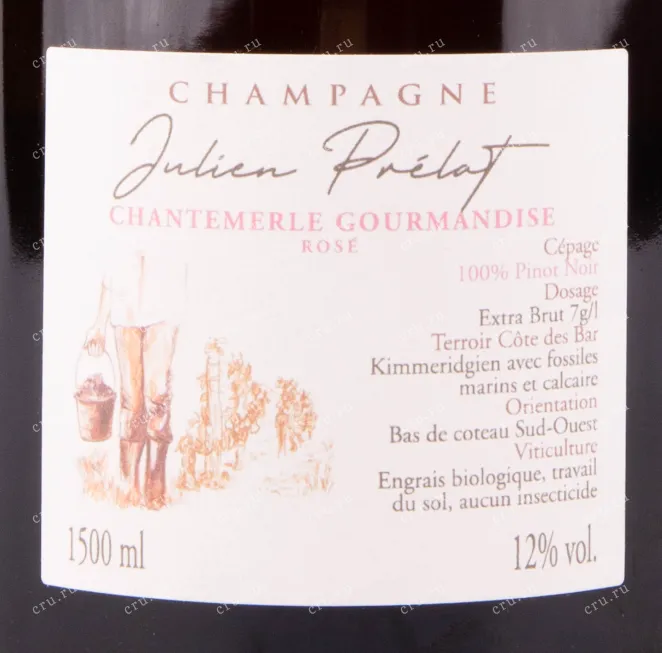 CHAMPAGNE
Julien Prélat
CHANTEMERLE GOURMANDISE
ROSÉ
Cépage
100% Pinot Noir
Dosage
Extra Brut 7g/l
Terroir Côte des Bar
Kimmeridgien avec fossiles
marins et calcaire
Orientation
Bas de coteau Sud-Ouest
Viticulture
Engrais biologique, travail
du sol, aucun insecticide
1500 ml
12% vol.
cru.ru